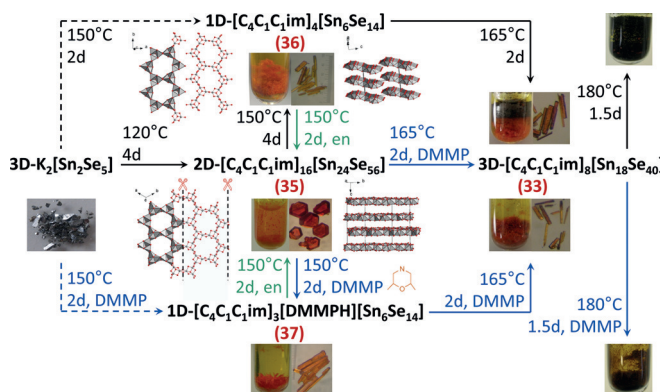 1D-[C₄C₁C₁im]₄[Sn₆Se₁₄]
(36)
150°C
2d
165°C
2d
180°C
1.5d
150°C
4d
150°C
2d, en
120°C
4d
165°C
2d, DMMP
3D-K₂[Sn₂Se₅]
2D-[C₄C₁C₁im]₁₆[Sn₂₄Se₅₆]
(35)
3D-[C₄C₁C₁im]₈[Sn₁₈Se₄₀]
(33)
150°C
2d, DMMP
150°C
2d, en
150°C
2d, DMMP
N
O
165°C
2d, DMMP
180°C
1.5d, DMMP
1D-[C₄C₁C₁im]₃[DMMPH][Sn₆Se₁₄]
(37)